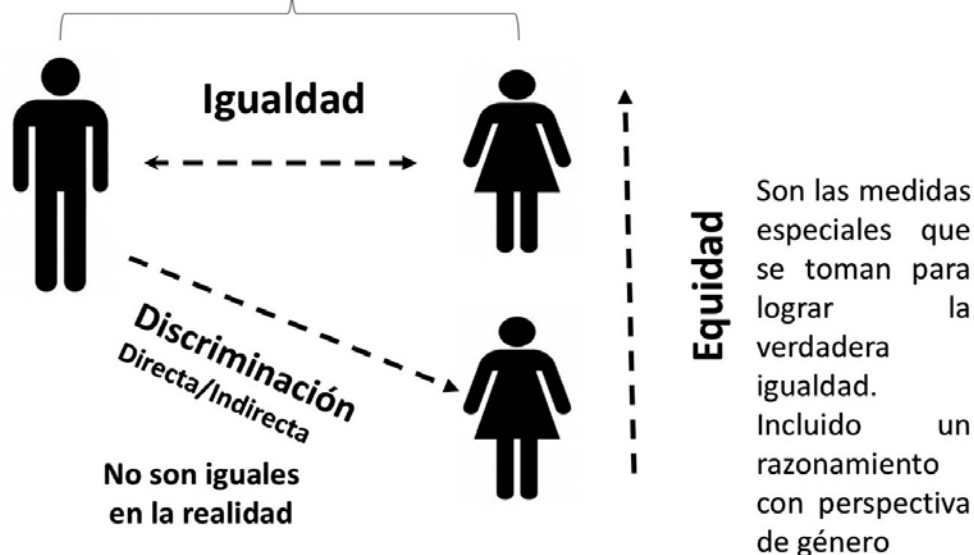 Igualdad
Discriminación
Directa/Indirecta
No son iguales
en la realidad
Equidad
Son las medidas
especiales que
se toman para
lograr la
verdadera
igualdad.
Incluido un
razonamiento
con perspectiva
de género